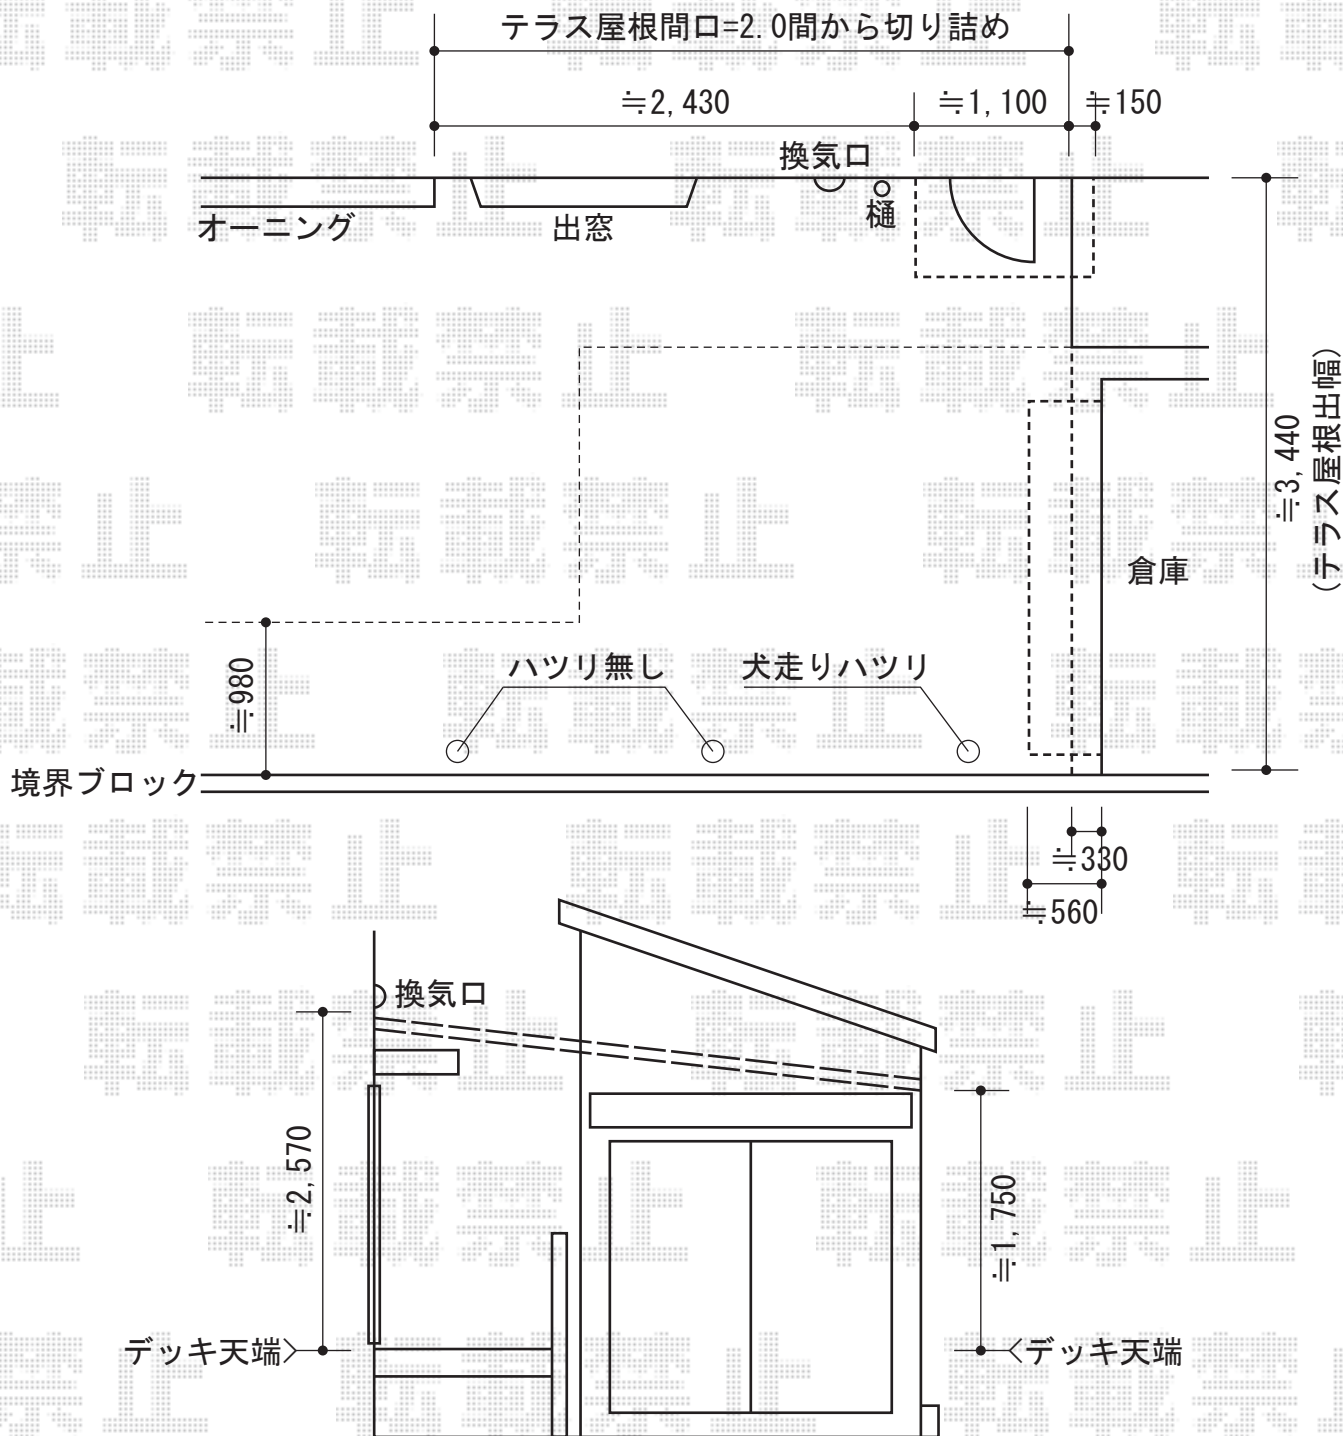 テラス屋根間口=2.0間から切り詰め
≒2,430
≒1,100
≒150
換気口
オーニング
出窓
樋
≒3,440
(テラス屋根出幅)
倉庫
≒980
ハツリ無し
犬走りハツリ
境界ブロック
≒330
≒560
換気口
≒2,570
≒1,750
デッキ天端
デッキ天端
転載禁止